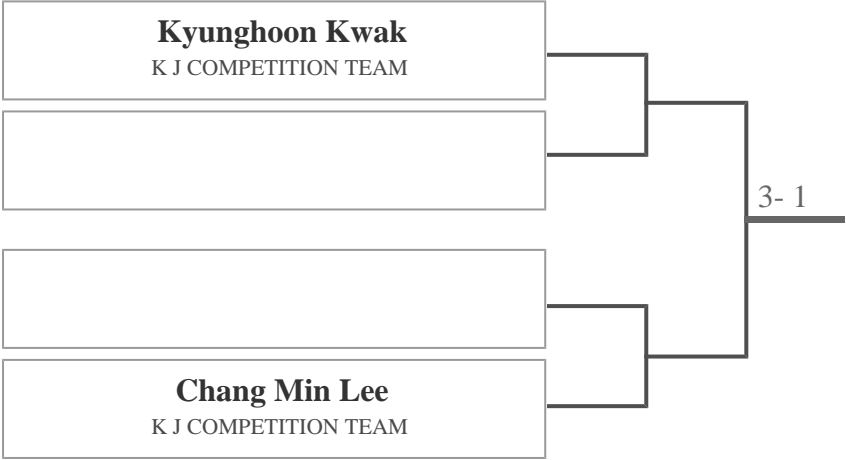 Kyunghoon Kwak
K J COMPETITION TEAM
3- 1
Chang Min Lee
K J COMPETITION TEAM